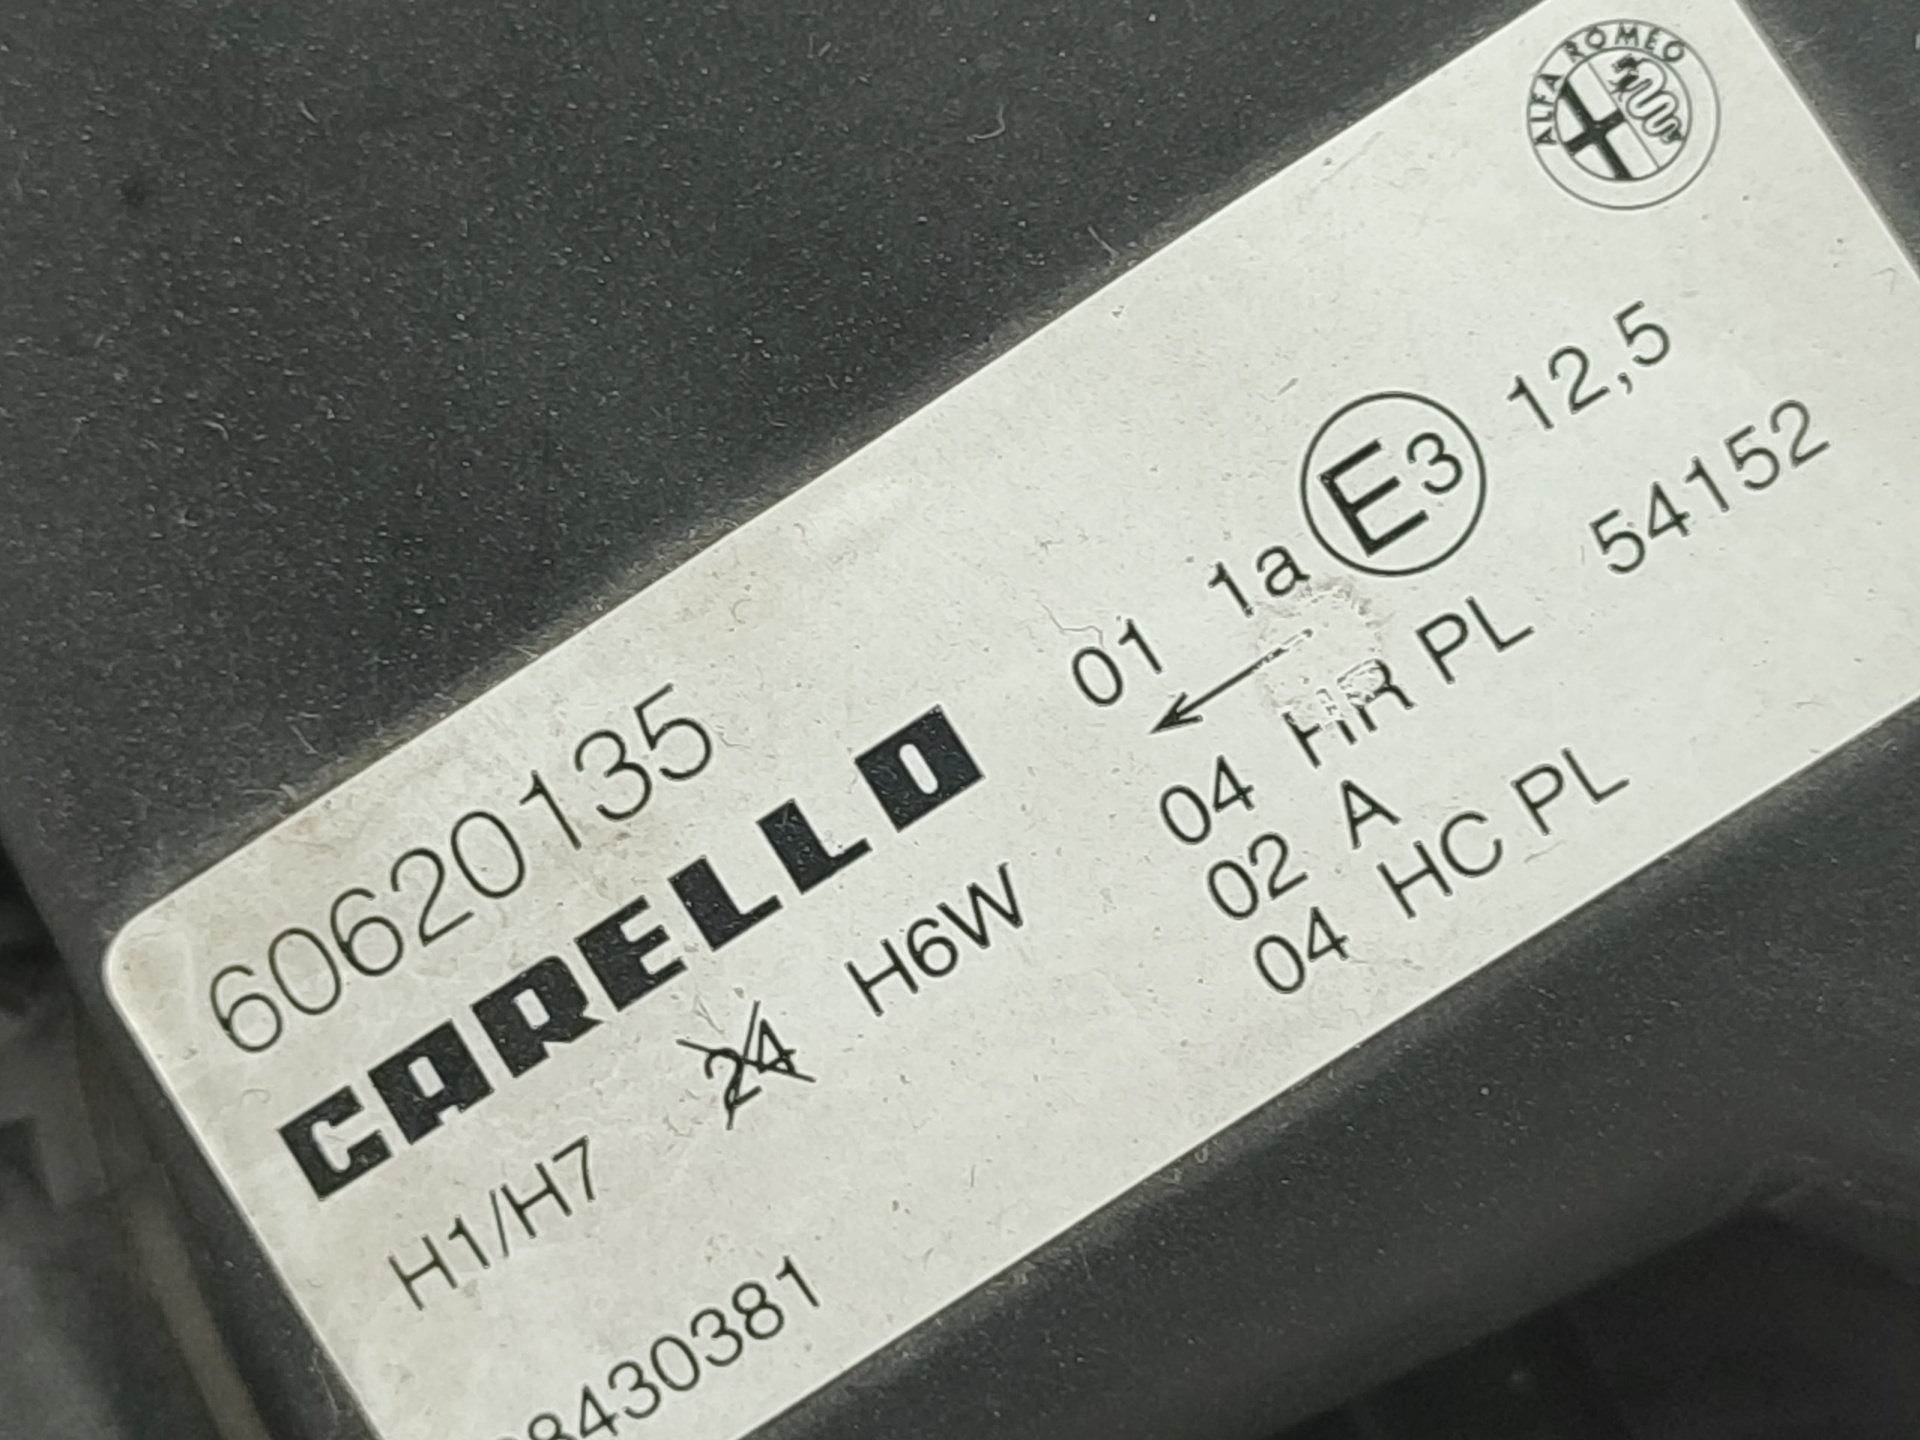 ALFA ROMEO
60620135
CARELLO
H1/H7 24 H6W
8430381
01 1a E3 12,5
04 HR PL 54152
02 A
04 HC PL